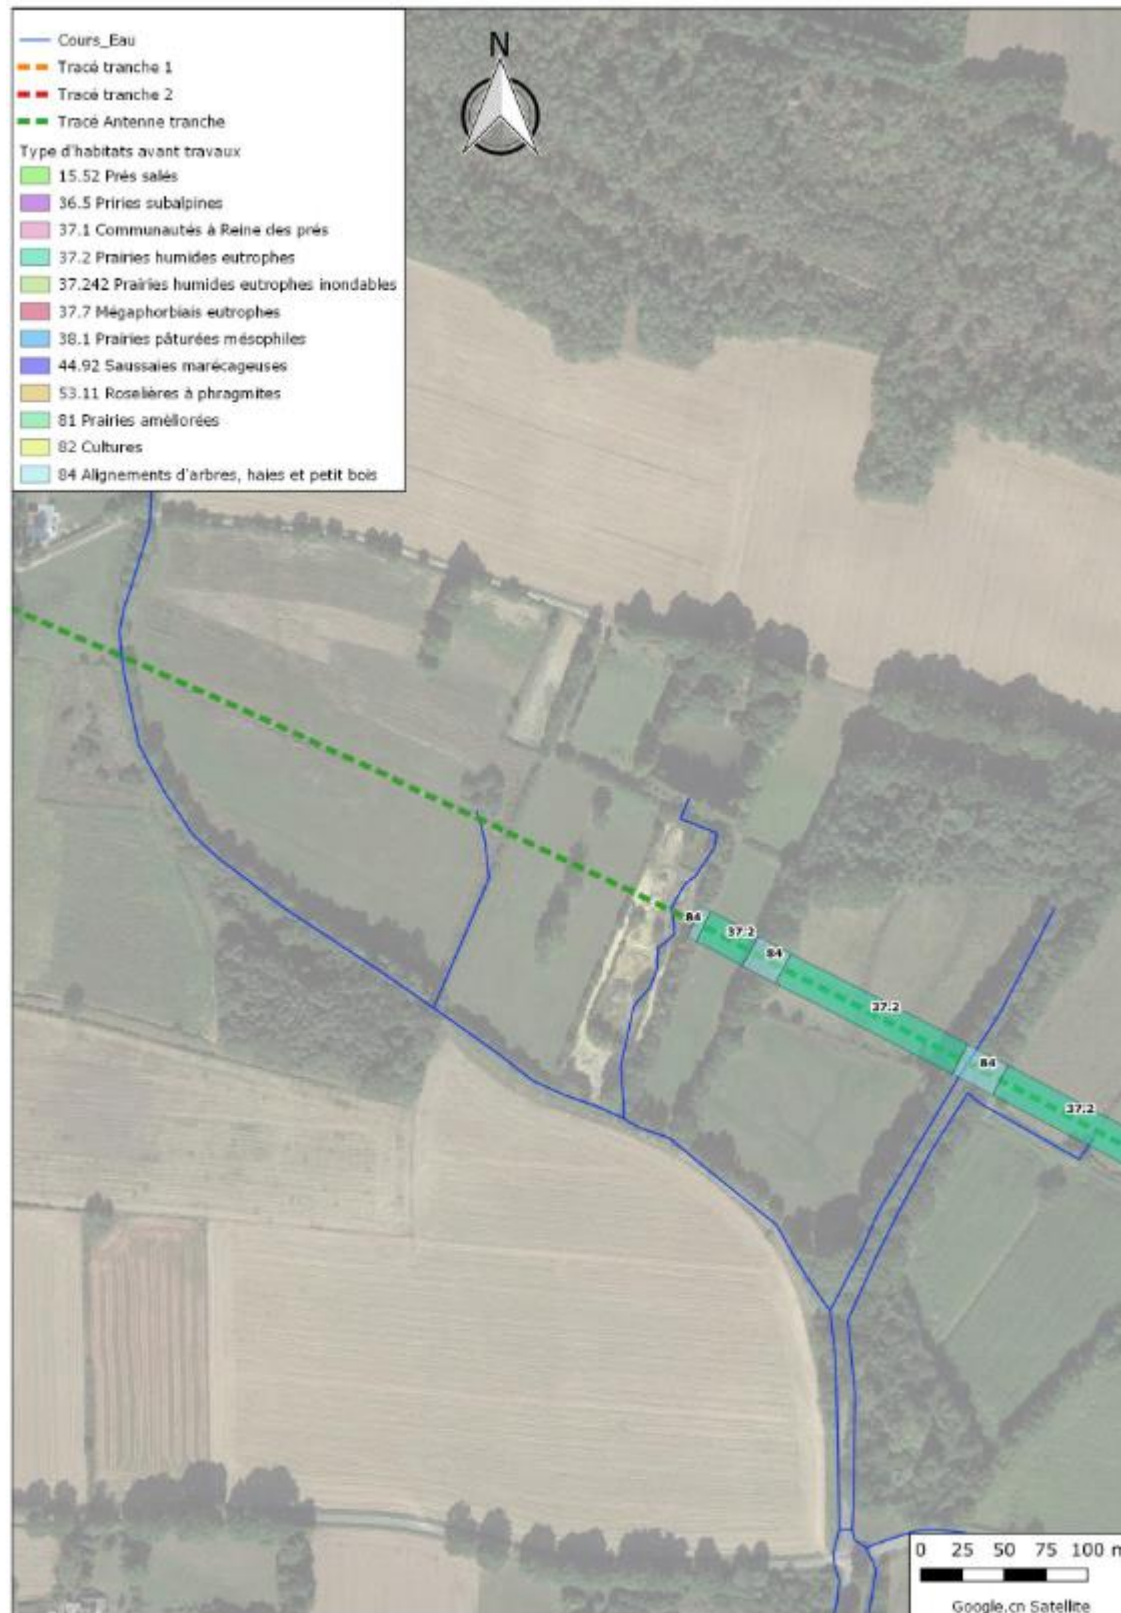 Cours_Eau
Tracé tranche 1
Tracé tranche 2
Tracé Antenne tranche
Type d'habitats avant travaux
15.52 Prés salés
36.5 Priries subalpines
37.1 Communautés à Reine des prés
37.2 Prairies humides eutrophes
37.242 Prairies humides eutrophes inondables
37.7 Mégaphorbiais eutrophes
38.1 Prairies pâturées mésophiles
44.92 Saussaies marécageuses
53.11 Roselières à phragmites
81 Prairies améliorées
82 Cultures
84 Alignements d'arbres, haies et petit bois
N
84
37.2
84
37.2
84
37.2
0 25 50 75 100 m
Google.cn Satellite